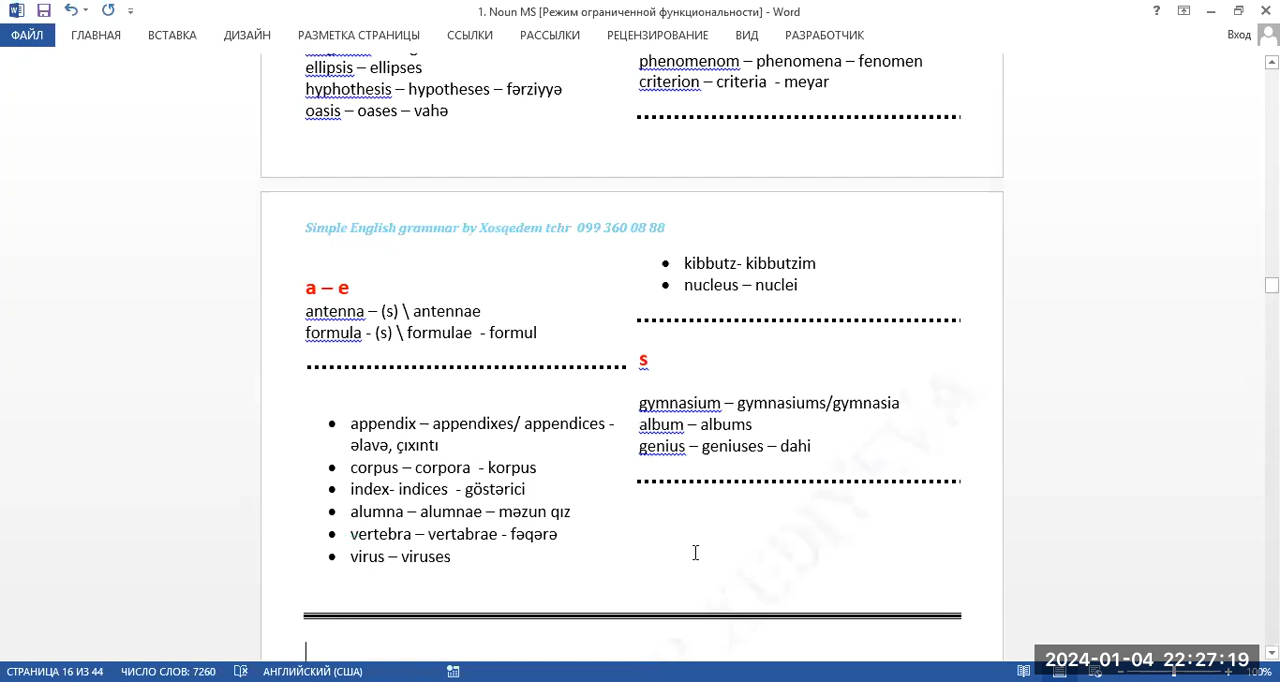 1. Noun MS [Режим ограниченной функциональности] - Word
ФАЙЛ ГЛАВНАЯ ВСТАВКА ДИЗАЙН РАЗМЕТКА СТРАНИЦЫ ССЫЛКИ РАССЫЛКИ РЕЦЕНЗИРОВАНИЕ ВИД РАЗРАБОТЧИК Вход
ellipsis – ellipses
hyphothesis – hypotheses – fərziyyə
oasis – oases – vahə
phenomenom – phenomena – fenomen
criterion – criteria - meyar
Simple English grammar by Xosqedem tchr 099 360 08 88
a – e
antenna – (s) \ antennae
formula - (s) \ formulae - formul
• appendix – appendixes/ appendices -
əlavə, çıxıntı
• corpus – corpora - korpus
• index- indices - göstərici
• alumna – alumnae – məzun qız
• vertebra – vertabrae - fəqərə
• virus – viruses
• kibbutz- kibbutzim
• nucleus – nuclei
s
gymnasium – gymnasiums/gymnasia
album – albums
genius – geniuses – dahi
2024-01-04 22:27:19
СТРАНИЦА 16 ИЗ 44 ЧИСЛО СЛОВ: 7260 АНГЛИЙСКИЙ (США) 100%